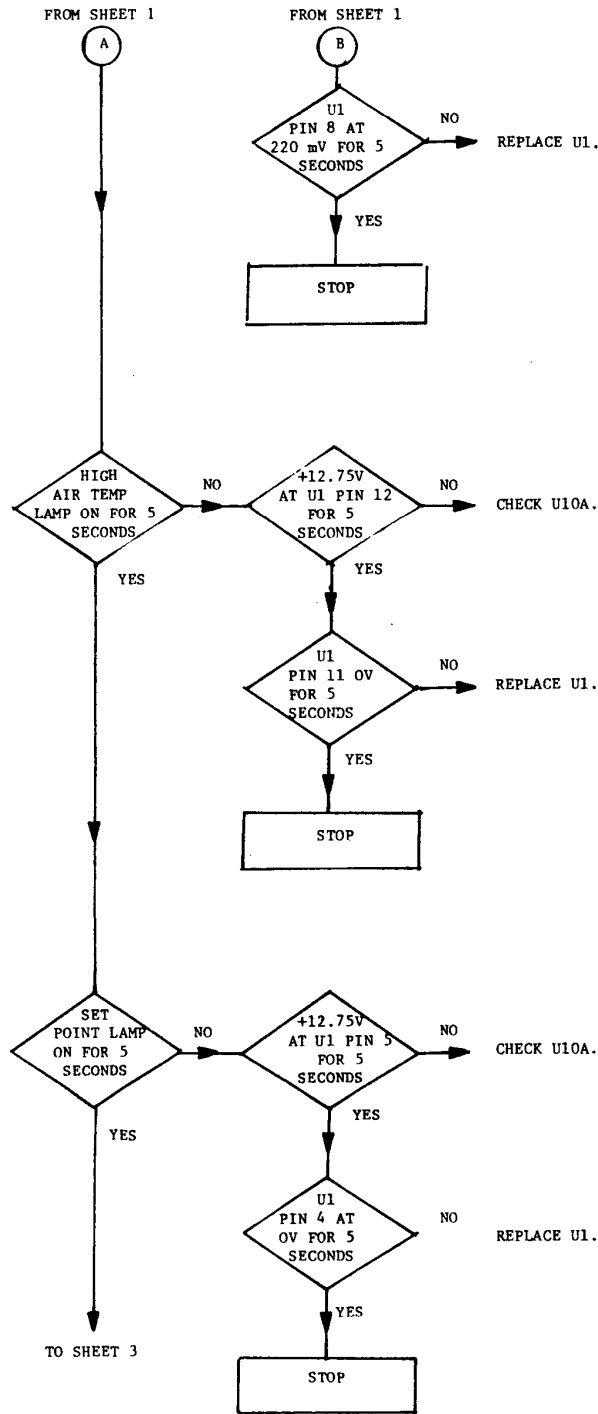 FROM SHEET 1
A
FROM SHEET 1
B
U1
PIN 8 AT
220 mV FOR 5
SECONDS
NO
REPLACE U1.
YES
STOP
HIGH
AIR TEMP
LAMP ON FOR 5
SECONDS
NO
YES
+12.75V
AT U1 PIN 12
FOR 5
SECONDS
NO
CHECK U10A.
YES
U1
PIN 11 0V
FOR 5
SECONDS
NO
REPLACE U1.
YES
STOP
SET
POINT LAMP
ON FOR 5
SECONDS
NO
YES
+12.75V
AT U1 PIN 5
FOR 5
SECONDS
NO
CHECK U10A.
YES
U1
PIN 4 AT
0V FOR 5
SECONDS
NO
REPLACE U1.
YES
STOP
TO SHEET 3